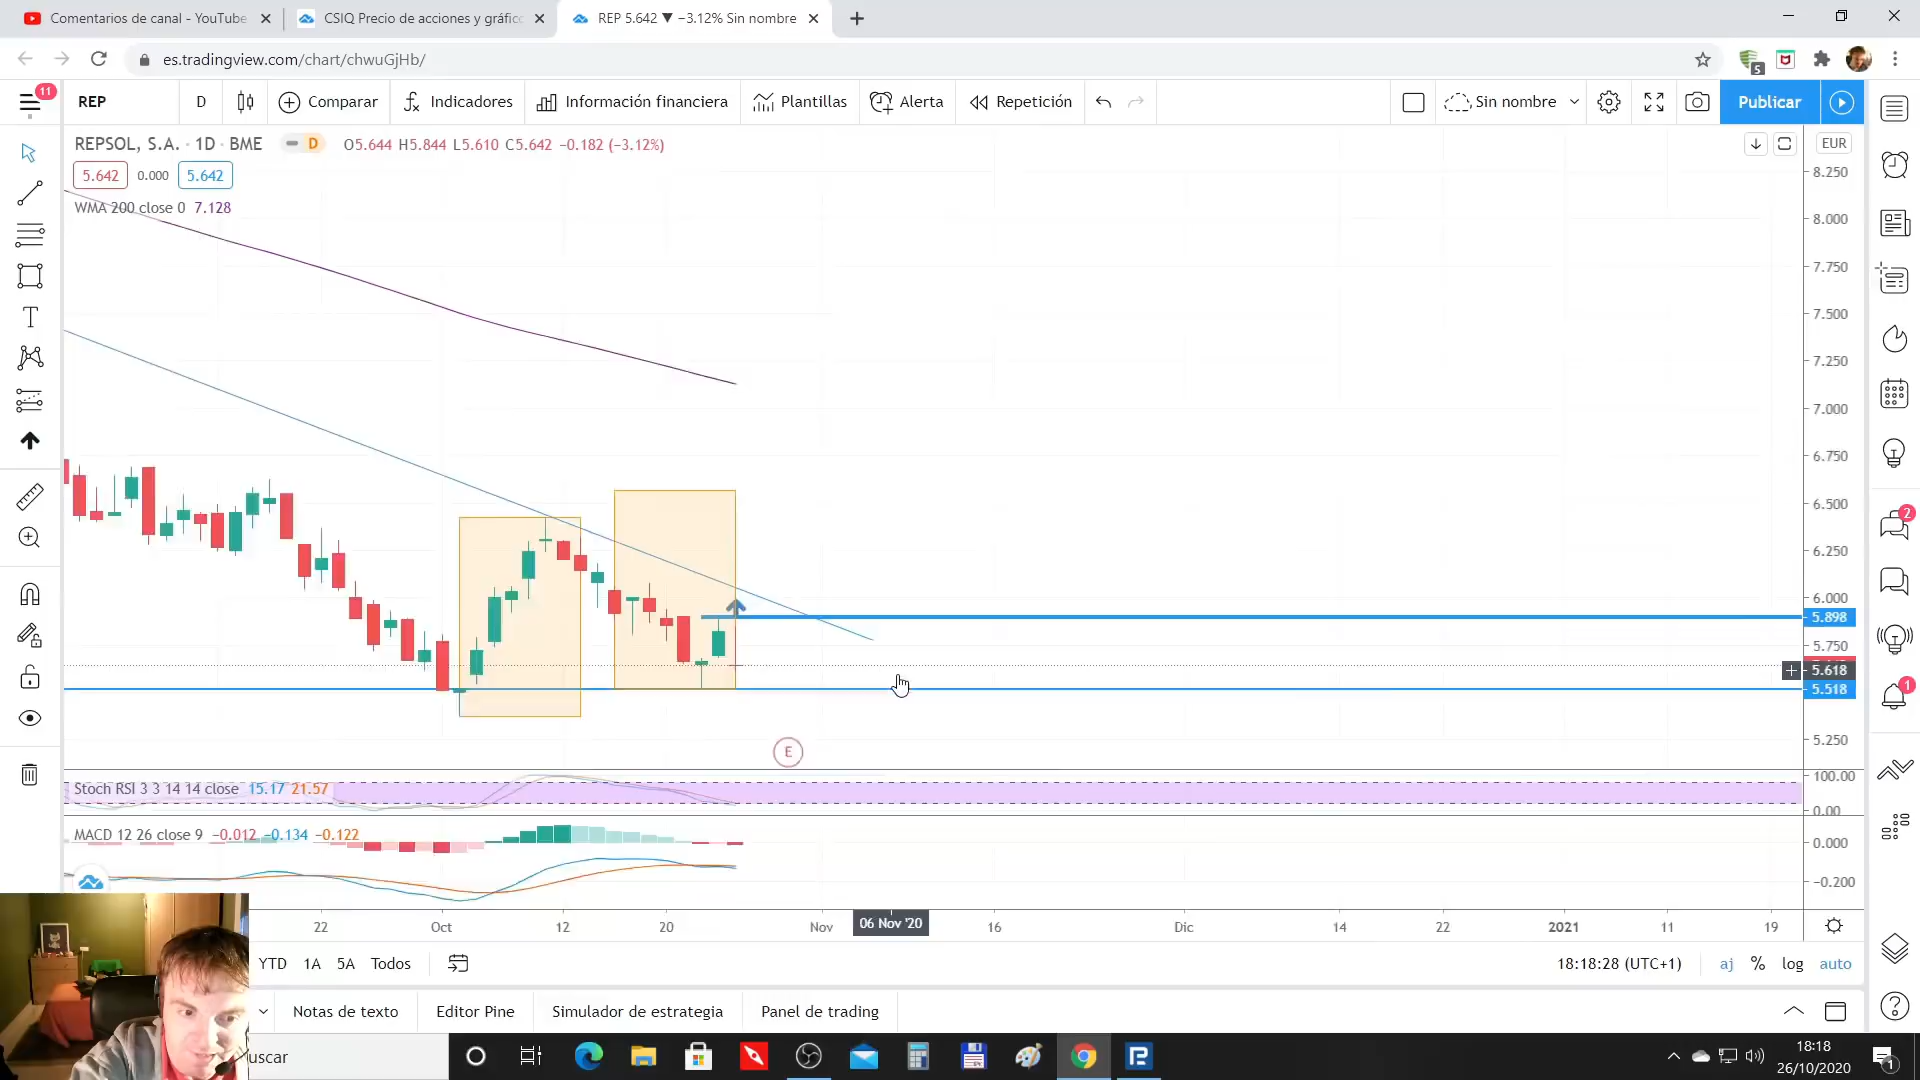 Comentarios de canal - YouTube
CSIQ Precio de acciones y gráfico
REP 5.642 ▼ −3.12% Sin nombre
es.tradingview.com/chart/chwuGjHb/
5
11
REP
D
Comparar
Indicadores
Información financiera
Plantillas
Alerta
Repetición
Sin nombre
Publicar
REPSOL, S.A. · 1D · BME
D
O5.644 H5.844 L5.610 C5.642 −0.182 (−3.12%)
EUR
5.642
0.000
5.642
WMA 200 close 0 7.128
8.250
8.000
7.750
7.500
7.250
7.000
6.750
6.500
6.250
6.000
5.898
5.750
5.618
5.518
5.250
E
2
1
Stoch RSI 3 3 14 14 close 15.17 21.57
100.00
0.00
MACD 12 26 close 9 −0.012 −0.134 −0.122
0.000
−0.200
22
Oct
12
20
Nov
06 Nov '20
16
Dic
14
22
2021
11
19
YTD
1A
5A
Todos
18:18:28 (UTC+1)
aj
%
log
auto
Notas de texto
Editor Pine
Simulador de estrategia
Panel de trading
uscar
18:18
26/10/2020
1